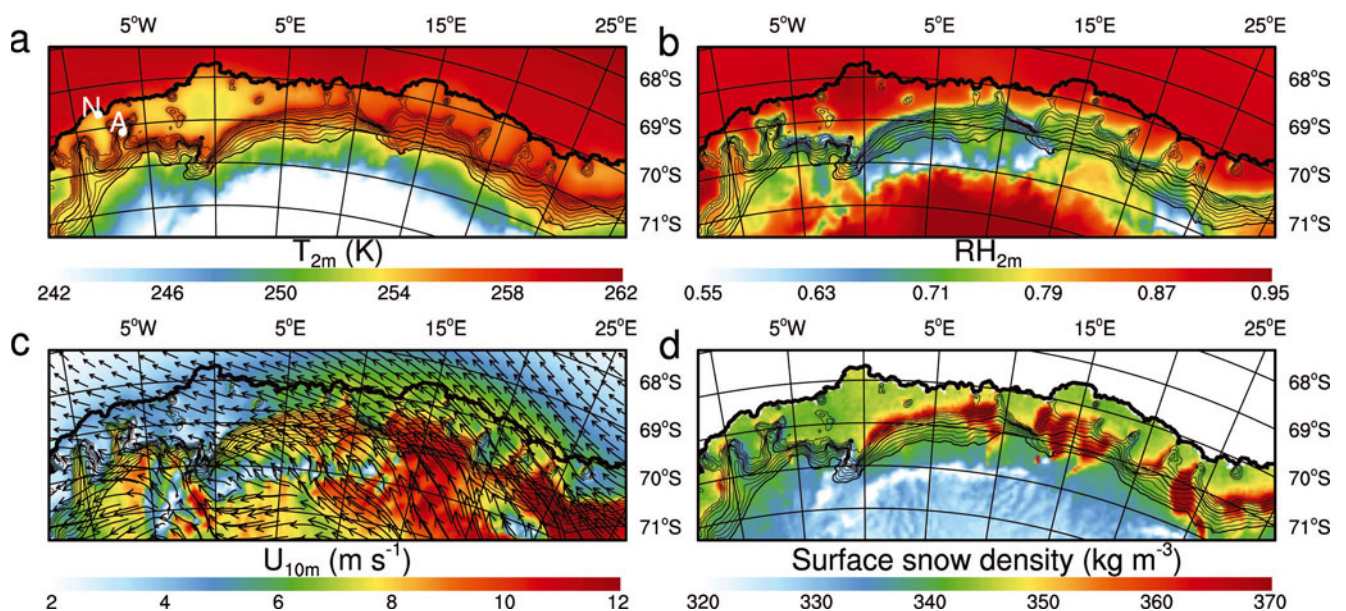 5°W 5°E 15°E 25°E
a
N
A
68°S
69°S
70°S
71°S
T2m (K)
242 246 250 254 258 262
5°W 5°E 15°E 25°E
b
68°S
69°S
70°S
71°S
RH2m
0.55 0.63 0.71 0.79 0.87 0.95
5°W 5°E 15°E 25°E
c
68°S
69°S
70°S
71°S
U10m (m s⁻¹)
2 4 6 8 10 12
5°W 5°E 15°E 25°E
d
68°S
69°S
70°S
71°S
Surface snow density (kg m⁻³)
320 330 340 350 360 370